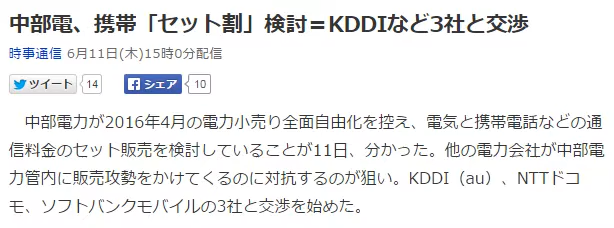 中部電、携帯「セット割」検討＝KDDIなど3社と交渉
時事通信 6月11日(木)15時0分配信
ツイート 14 シェア 10
中部電力が2016年4月の電力小売り全面自由化を控え、電気と携帯電話などの通
信料金のセット販売を検討していることが11日、分かった。他の電力会社が中部電
力管内に販売攻勢をかけてくるのに対抗するのが狙い。KDDI（au）、NTTドコ
モ、ソフトバンクモバイルの3社と交渉を始めた。